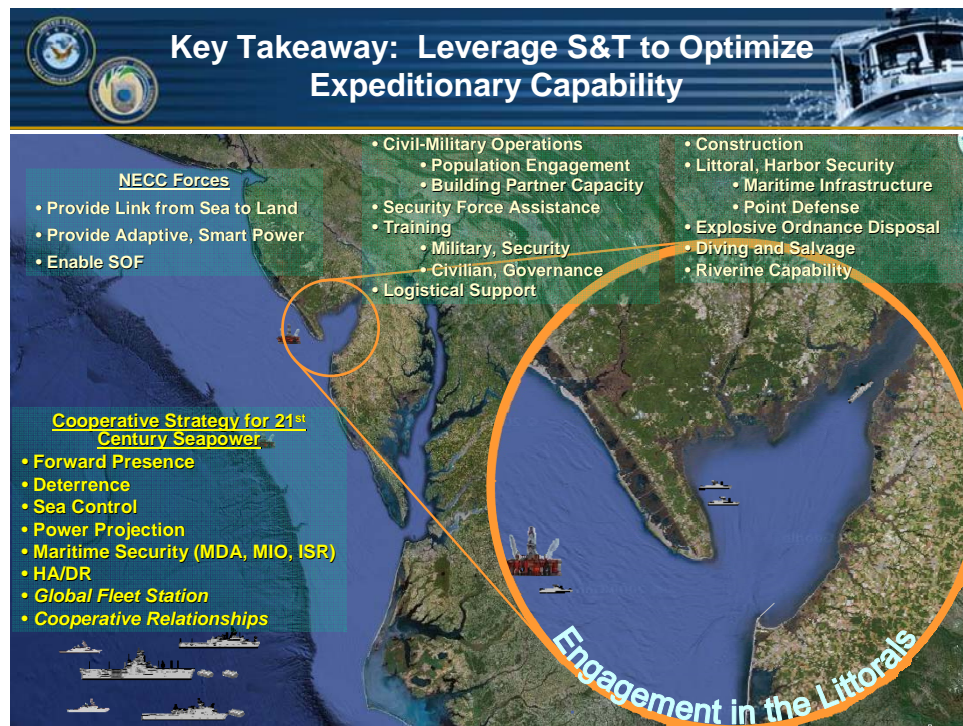 Key Takeaway: Leverage S&T to Optimize
Expeditionary Capability
NECC Forces
• Provide Link from Sea to Land
• Provide Adaptive, Smart Power
• Enable SOF
• Civil-Military Operations
• Population Engagement
• Building Partner Capacity
• Security Force Assistance
• Training
• Military, Security
• Civilian, Governance
• Logistical Support
• Construction
• Littoral, Harbor Security
• Maritime Infrastructure
• Point Defense
• Explosive Ordnance Disposal
• Diving and Salvage
• Riverine Capability
Cooperative Strategy for 21st
Century Seapower
• Forward Presence
• Deterrence
• Sea Control
• Power Projection
• Maritime Security (MDA, MIO, ISR)
• HA/DR
• Global Fleet Station
• Cooperative Relationships
Engagement in the Littorals